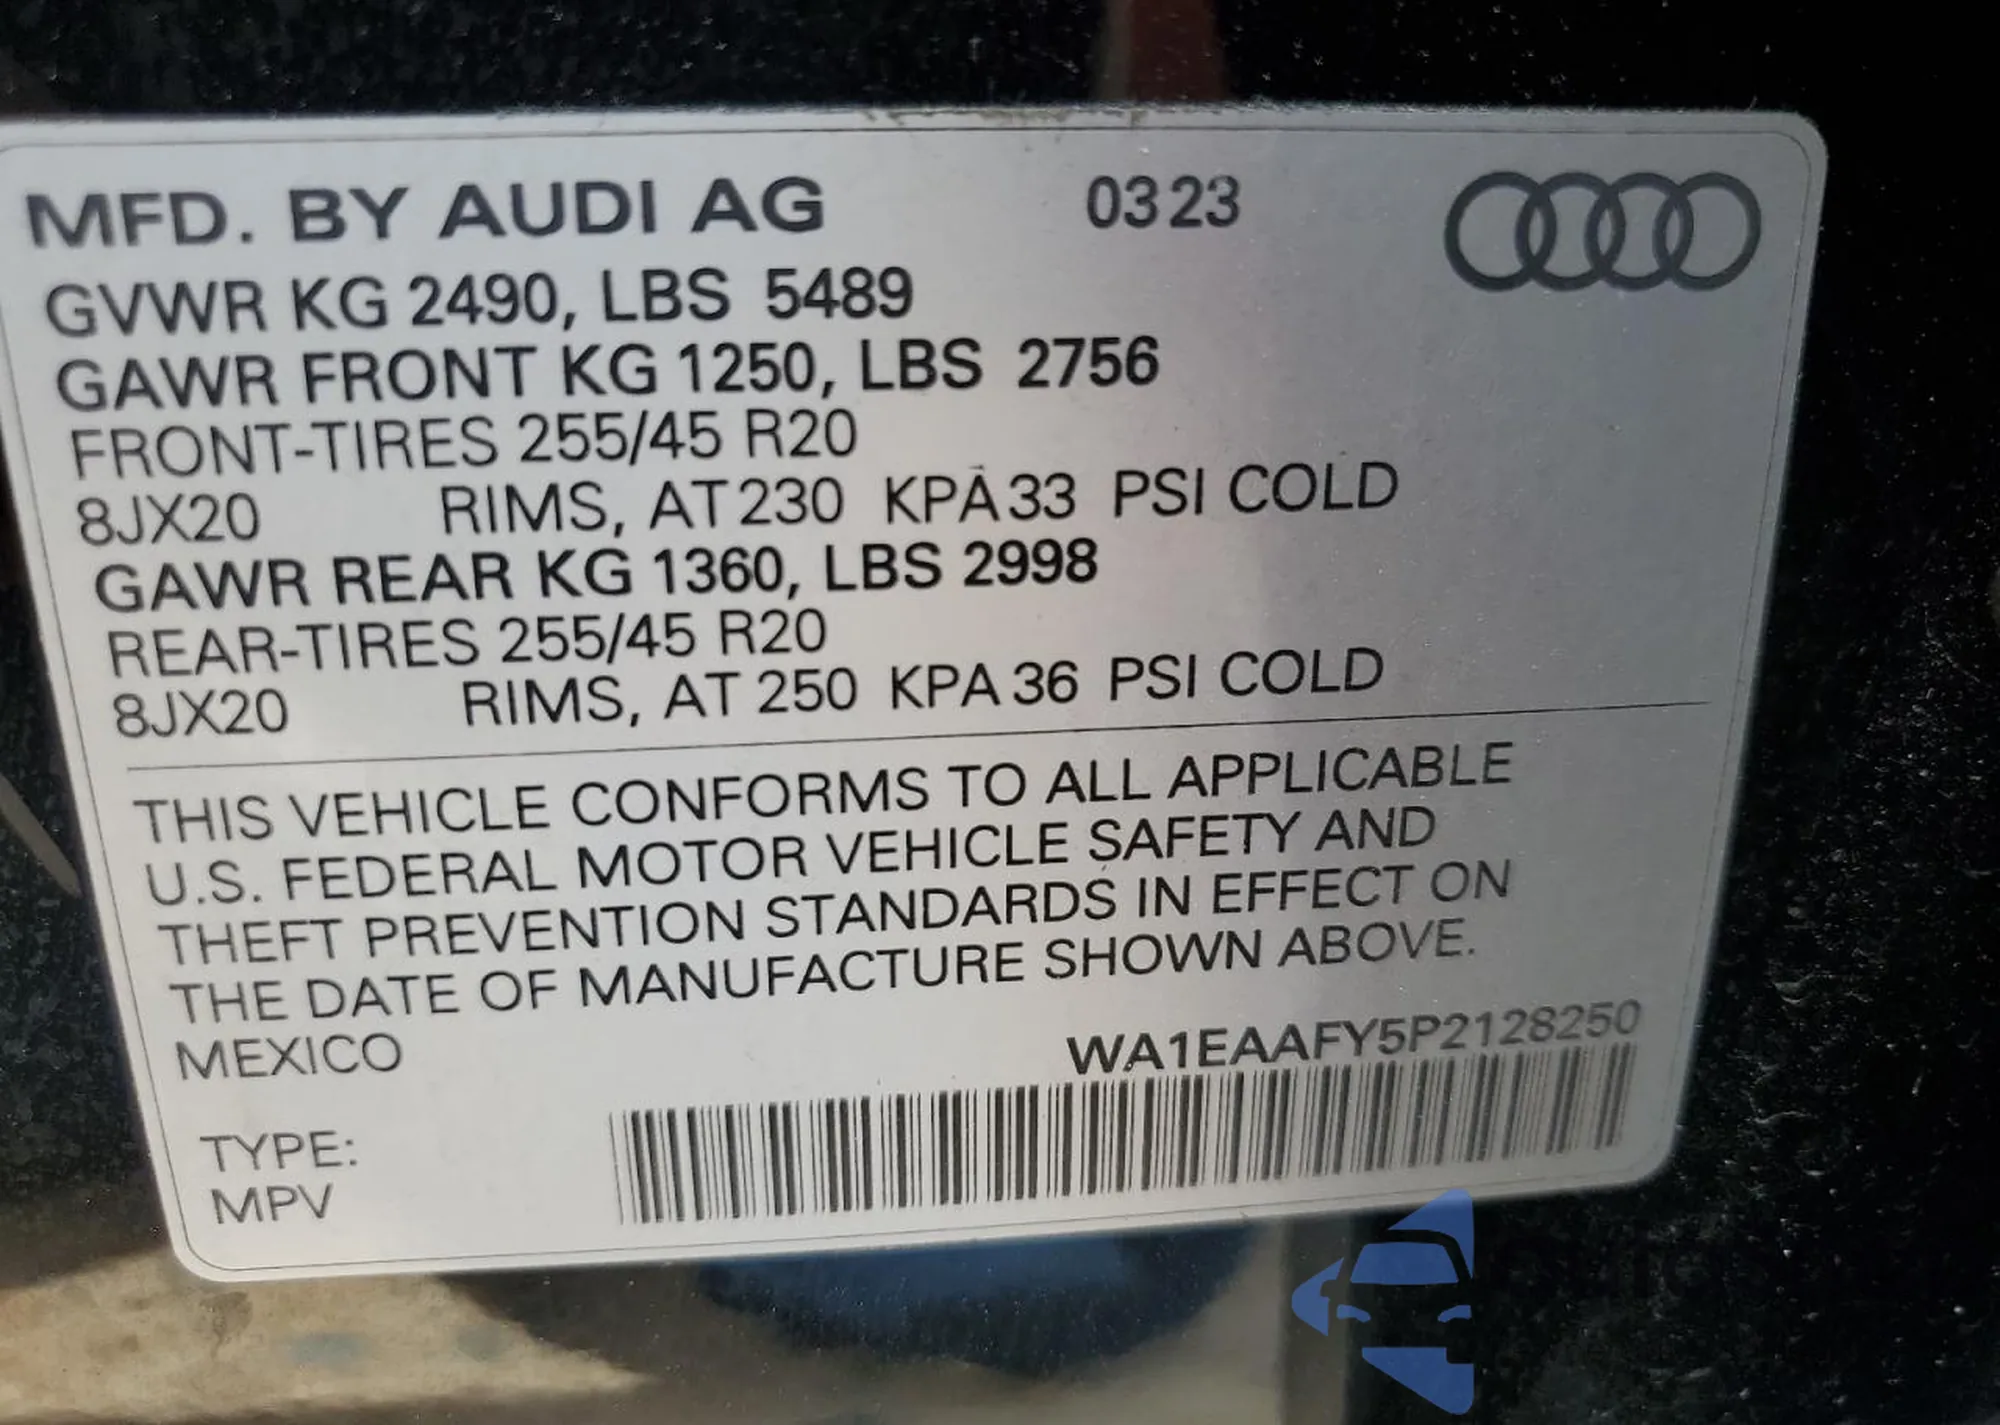 MFD. BY AUDI AG 0323
GVWR KG 2490, LBS 5489
GAWR FRONT KG 1250, LBS 2756
FRONT-TIRES 255/45 R20
8JX20 RIMS, AT 230 KPA 33 PSI COLD
GAWR REAR KG 1360, LBS 2998
REAR-TIRES 255/45 R20
8JX20 RIMS, AT 250 KPA 36 PSI COLD
THIS VEHICLE CONFORMS TO ALL APPLICABLE
U.S. FEDERAL MOTOR VEHICLE SAFETY AND
THEFT PREVENTION STANDARDS IN EFFECT ON
THE DATE OF MANUFACTURE SHOWN ABOVE.
MEXICO
WA1EAAFY5P2128250
TYPE:
MPV